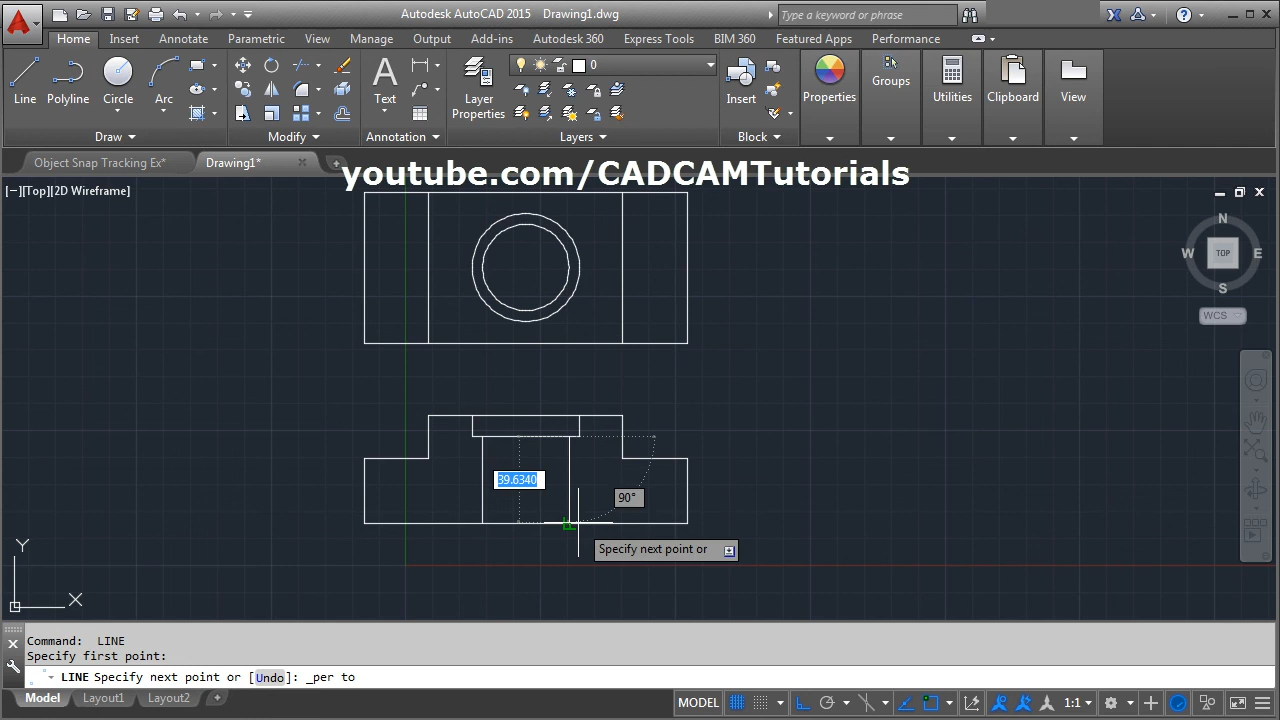 Autodesk AutoCAD 2015 Drawing1.dwg
Type a keyword or phrase
Home Insert Annotate Parametric View Manage Output Add-ins Autodesk 360 Express Tools BIM 360 Featured Apps Performance
0
Line Polyline Circle Arc Text Layer Properties Insert Properties Groups Utilities Clipboard View
Draw Modify Annotation Layers Block
Object Snap Tracking Ex* Drawing1*
youtube.com/CADCAMTutorials
[−][Top][2D Wireframe]
N
W TOP E
S
WCS
39.6340
90°
Specify next point or
Y
X
Command: LINE
Specify first point:
LINE Specify next point or [Undo]: _per to
Model Layout1 Layout2 MODEL 1:1